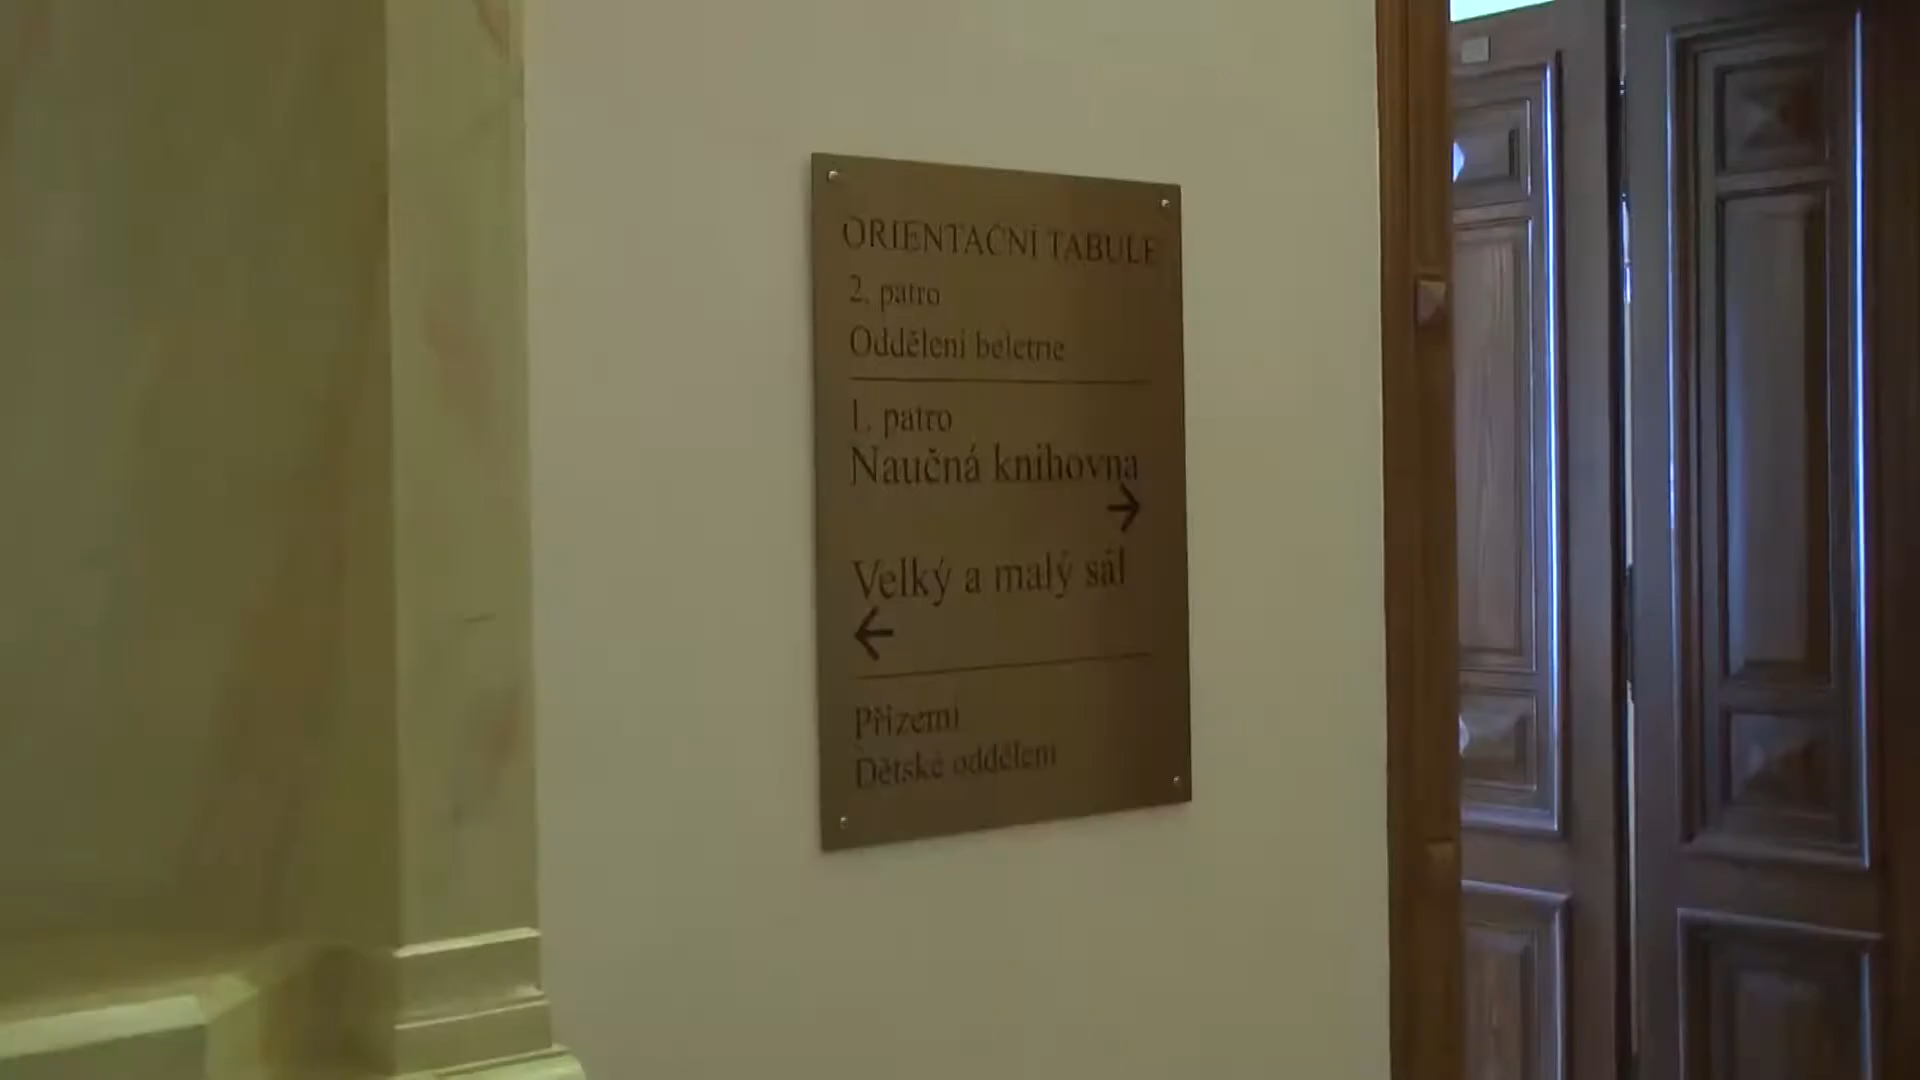 ORIENTAČNÍ TABULE
2. patro
Oddělení beletrie
1. patro
Naučná knihovna
→
Velký a malý sál
←
Přízemí
Dětské oddělení